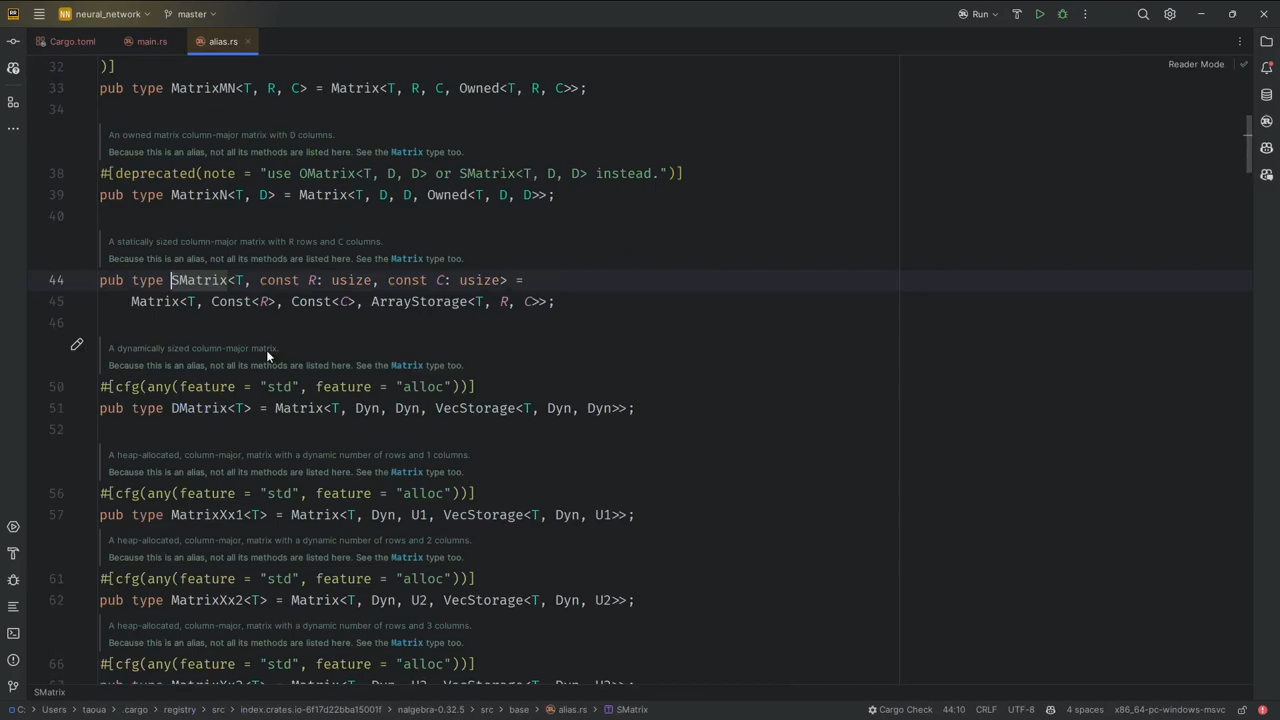 RR NN neural_network master Run
Cargo.toml main.rs alias.rs
Reader Mode
32 )]
33 pub type MatrixMN<T, R, C> = Matrix<T, R, C, Owned<T, R, C>>;
34
An owned matrix column-major matrix with D columns.
Because this is an alias, not all its methods are listed here. See the Matrix type too.
38 #[deprecated(note = "use OMatrix<T, D, D> or SMatrix<T, D, D> instead.")]
39 pub type MatrixN<T, D> = Matrix<T, D, D, Owned<T, D, D>>;
40
A statically sized column-major matrix with R rows and C columns.
Because this is an alias, not all its methods are listed here. See the Matrix type too.
44 pub type SMatrix<T, const R: usize, const C: usize> =
45 Matrix<T, Const<R>, Const<C>, ArrayStorage<T, R, C>>;
46
A dynamically sized column-major matrix.
Because this is an alias, not all its methods are listed here. See the Matrix type too.
50 #[cfg(any(feature = "std", feature = "alloc"))]
51 pub type DMatrix<T> = Matrix<T, Dyn, Dyn, VecStorage<T, Dyn, Dyn>>;
52
A heap-allocated, column-major, matrix with a dynamic number of rows and 1 columns.
Because this is an alias, not all its methods are listed here. See the Matrix type too.
56 #[cfg(any(feature = "std", feature = "alloc"))]
57 pub type MatrixXx1<T> = Matrix<T, Dyn, U1, VecStorage<T, Dyn, U1>>;
A heap-allocated, column-major, matrix with a dynamic number of rows and 2 columns.
Because this is an alias, not all its methods are listed here. See the Matrix type too.
61 #[cfg(any(feature = "std", feature = "alloc"))]
62 pub type MatrixXx2<T> = Matrix<T, Dyn, U2, VecStorage<T, Dyn, U2>>;
A heap-allocated, column-major, matrix with a dynamic number of rows and 3 columns.
Because this is an alias, not all its methods are listed here. See the Matrix type too.
66 #[cfg(any(feature = "std", feature = "alloc"))]
SMatrix
C: Users taoua .cargo registry src index.crates.io-6f17d22bba15001f nalgebra-0.32.5 src base alias.rs SMatrix Cargo Check 44:10 CRLF UTF-8 4 spaces x86_64-pc-windows-msvc